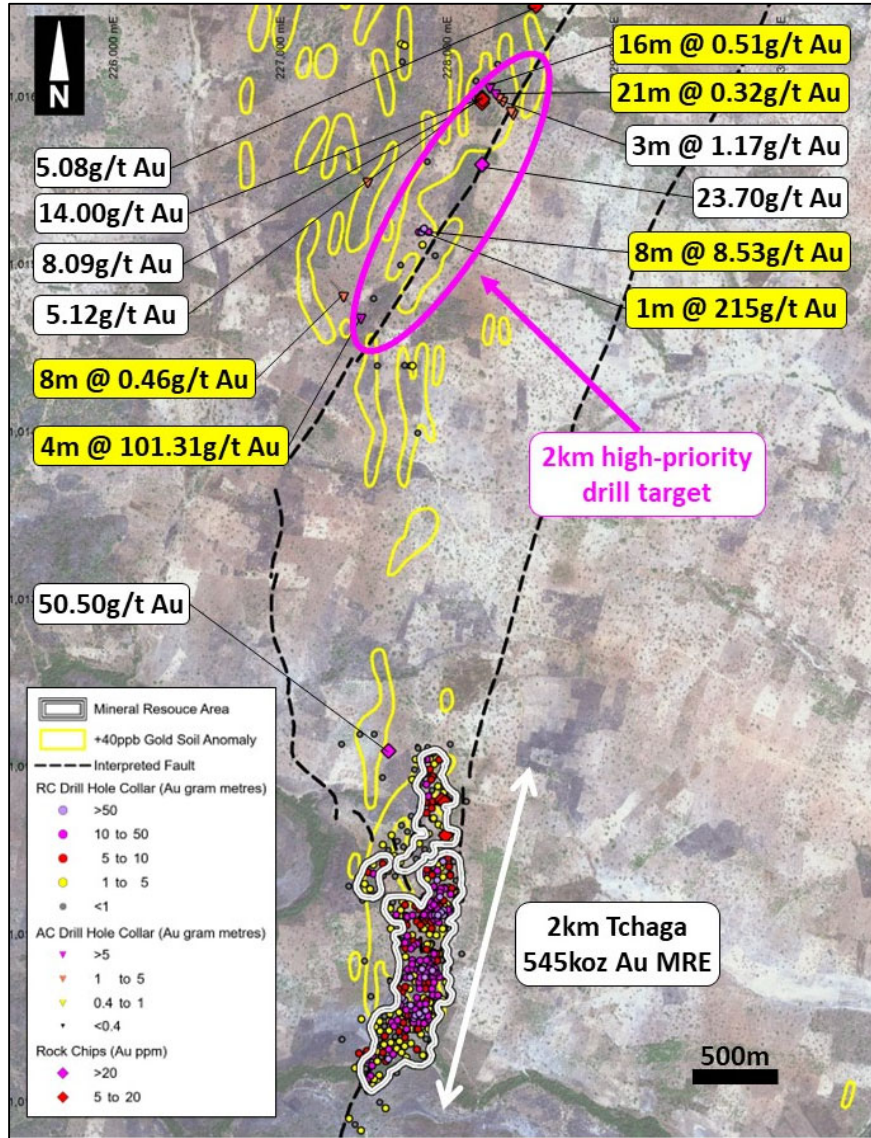 N
226,000 mE
227,000 mE
228,000 mE
1,016
16m @ 0.51g/t Au
21m @ 0.32g/t Au
3m @ 1.17g/t Au
23.70g/t Au
8m @ 8.53g/t Au
1m @ 215g/t Au
5.08g/t Au
14.00g/t Au
8.09g/t Au
5.12g/t Au
8m @ 0.46g/t Au
4m @ 101.31g/t Au
2km high-priority
drill target
50.50g/t Au
Mineral Resouce Area
+40ppb Gold Soil Anomaly
Interpreted Fault
RC Drill Hole Collar (Au gram metres)
>50
10 to 50
5 to 10
1 to 5
<1
AC Drill Hole Collar (Au gram metres)
>5
1 to 5
0.4 to 1
<0.4
Rock Chips (Au ppm)
>20
5 to 20
2km Tchaga
545koz Au MRE
500m